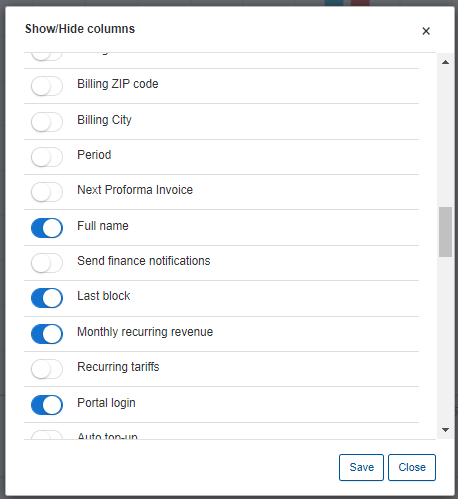 Show/Hide columns
×
Billing ZIP code
Billing City
Period
Next Proforma Invoice
Full name
Send finance notifications
Last block
Monthly recurring revenue
Recurring tariffs
Portal login
Auto top-up
Save Close